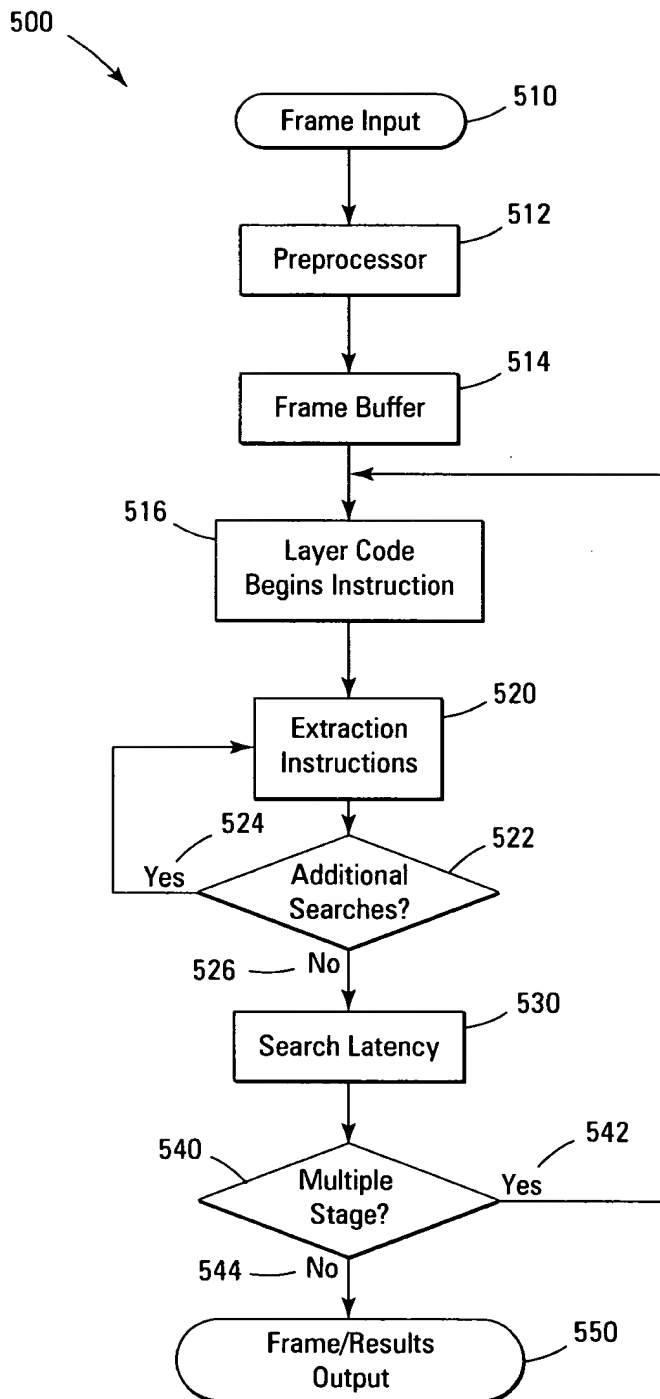 500
Frame Input
510
Preprocessor
512
Frame Buffer
514
516
Layer Code
Begins Instruction
520
Extraction
Instructions
524
Yes
522
Additional
Searches?
526
No
530
Search Latency
540
Multiple
Stage?
542
Yes
544
No
Frame/Results
Output
550